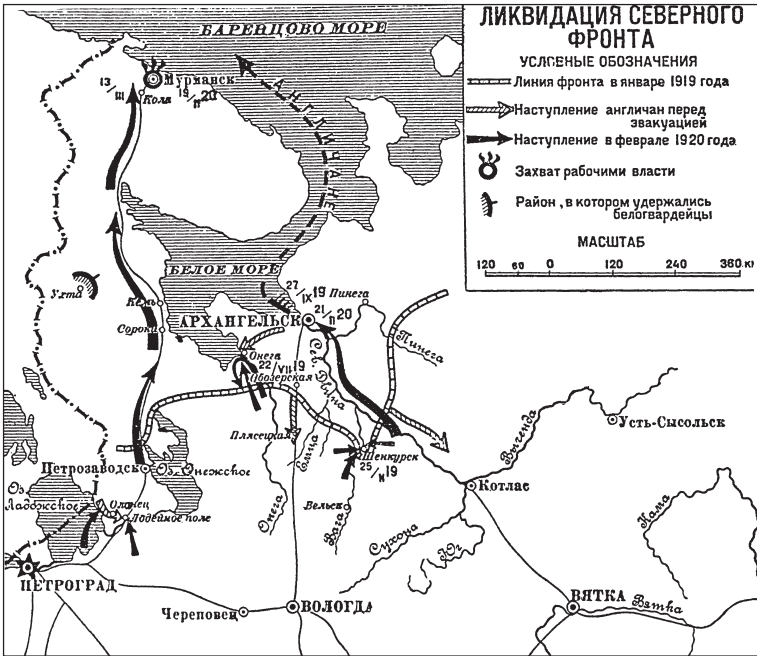 ЛИКВИДАЦИЯ СЕВЕРНОГО
ФРОНТА
УСЛОВНЫЕ ОБОЗНАЧЕНИЯ
Линия фронта в январе 1919 года
Наступление англичан перед
эвакуацией
Наступление в феврале 1920 года
Захват рабочими власти
Район, в котором удержались
белогвардейцы
МАСШТАБ
120 60 0 120 240 360 км
БАРЕНЦОВО МОРЕ
Мурманск
13/III
Кола
19/II 20
АНГЛИЧАНЕ
БЕЛОЕ МОРЕ
27/IX 19
Пинега
21/II 20
АРХАНГЕЛЬСК
Ухта
Кемь
Сороки
Онега
22/VII 19
Обозерская
Сев. Двина
Пинега
Плясецкая
Емца
Шенкурск
25/I 19
Вычегда
Усть-Сысольск
Петрозаводск
Оз. Онежское
Котлас
Оз.
Ладожское
Олонец
Лодейное поле
Онега
Вельск
Вага
Сухона
Юг
Кама
ПЕТРОГРАД
Череповец
ВОЛОГДА
ВЯТКА
Вятка